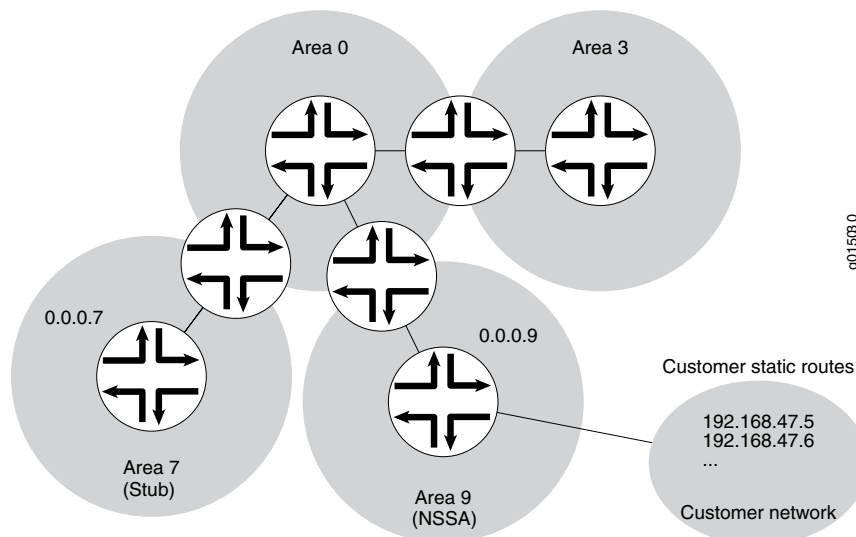 Area 0
Area 3
g015030
0.0.0.7
0.0.0.9
Area 7
(Stub)
Area 9
(NSSA)
Customer static routes
192.168.47.5
192.168.47.6
...
Customer network